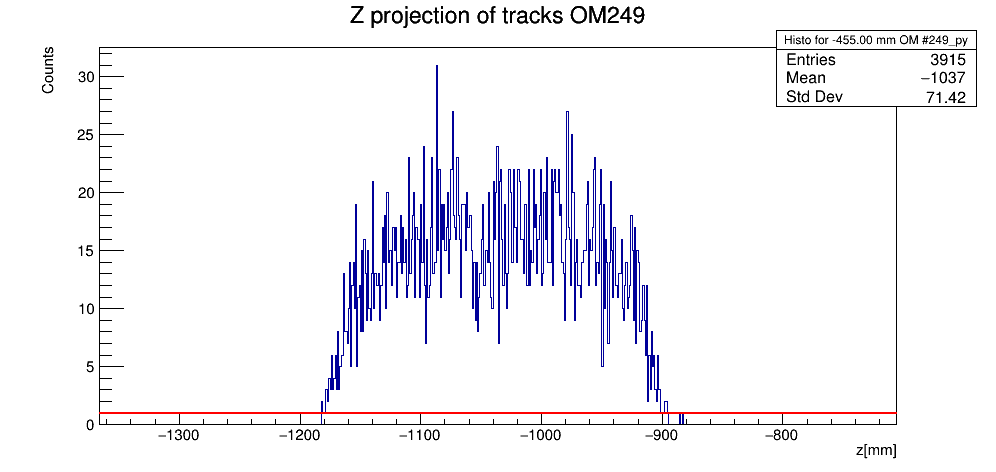 Z projection of tracks OM249
Histo for -455.00 mm OM #249_py
Entries 3915
Mean −1037
Std Dev 71.42
Counts
30
25
20
15
10
5
0
−1300 −1200 −1100 −1000 −900 −800
z[mm]